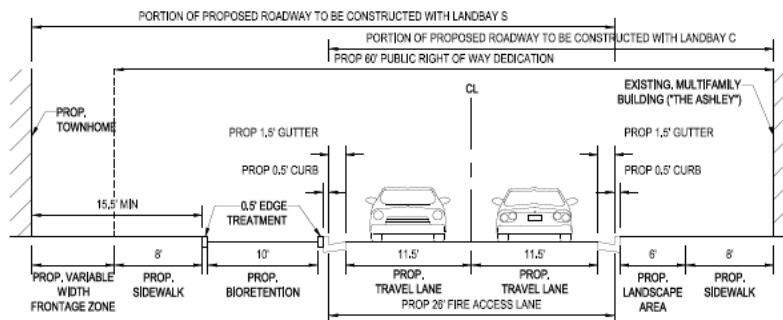 PORTION OF PROPOSED ROADWAY TO BE CONSTRUCTED WITH LANDBAY S
PORTION OF PROPOSED ROADWAY TO BE CONSTRUCTED WITH LANDBAY C
PROP 60' PUBLIC RIGHT OF WAY DEDICATION
PROP.
TOWNHOME
CL
EXISTING, MULTIFAMILY
BUILDING ("THE ASHLEY")
PROP 1.5' GUTTER
PROP 1.5' GUTTER
PROP 0.5' CURB
PROP 0.5' CURB
15.5' MIN
0.5' EDGE
TREATMENT
8'
10'
11.5'
11.5'
6'
8'
PROP. VARIABLE
WIDTH
FRONTAGE ZONE
PROP.
SIDEWALK
PROP.
BIORETENTION
PROP.
TRAVEL LANE
PROP.
TRAVEL LANE
PROP.
LANDSCAPE
AREA
PROP.
SIDEWALK
PROP 26' FIRE ACCESS LANE